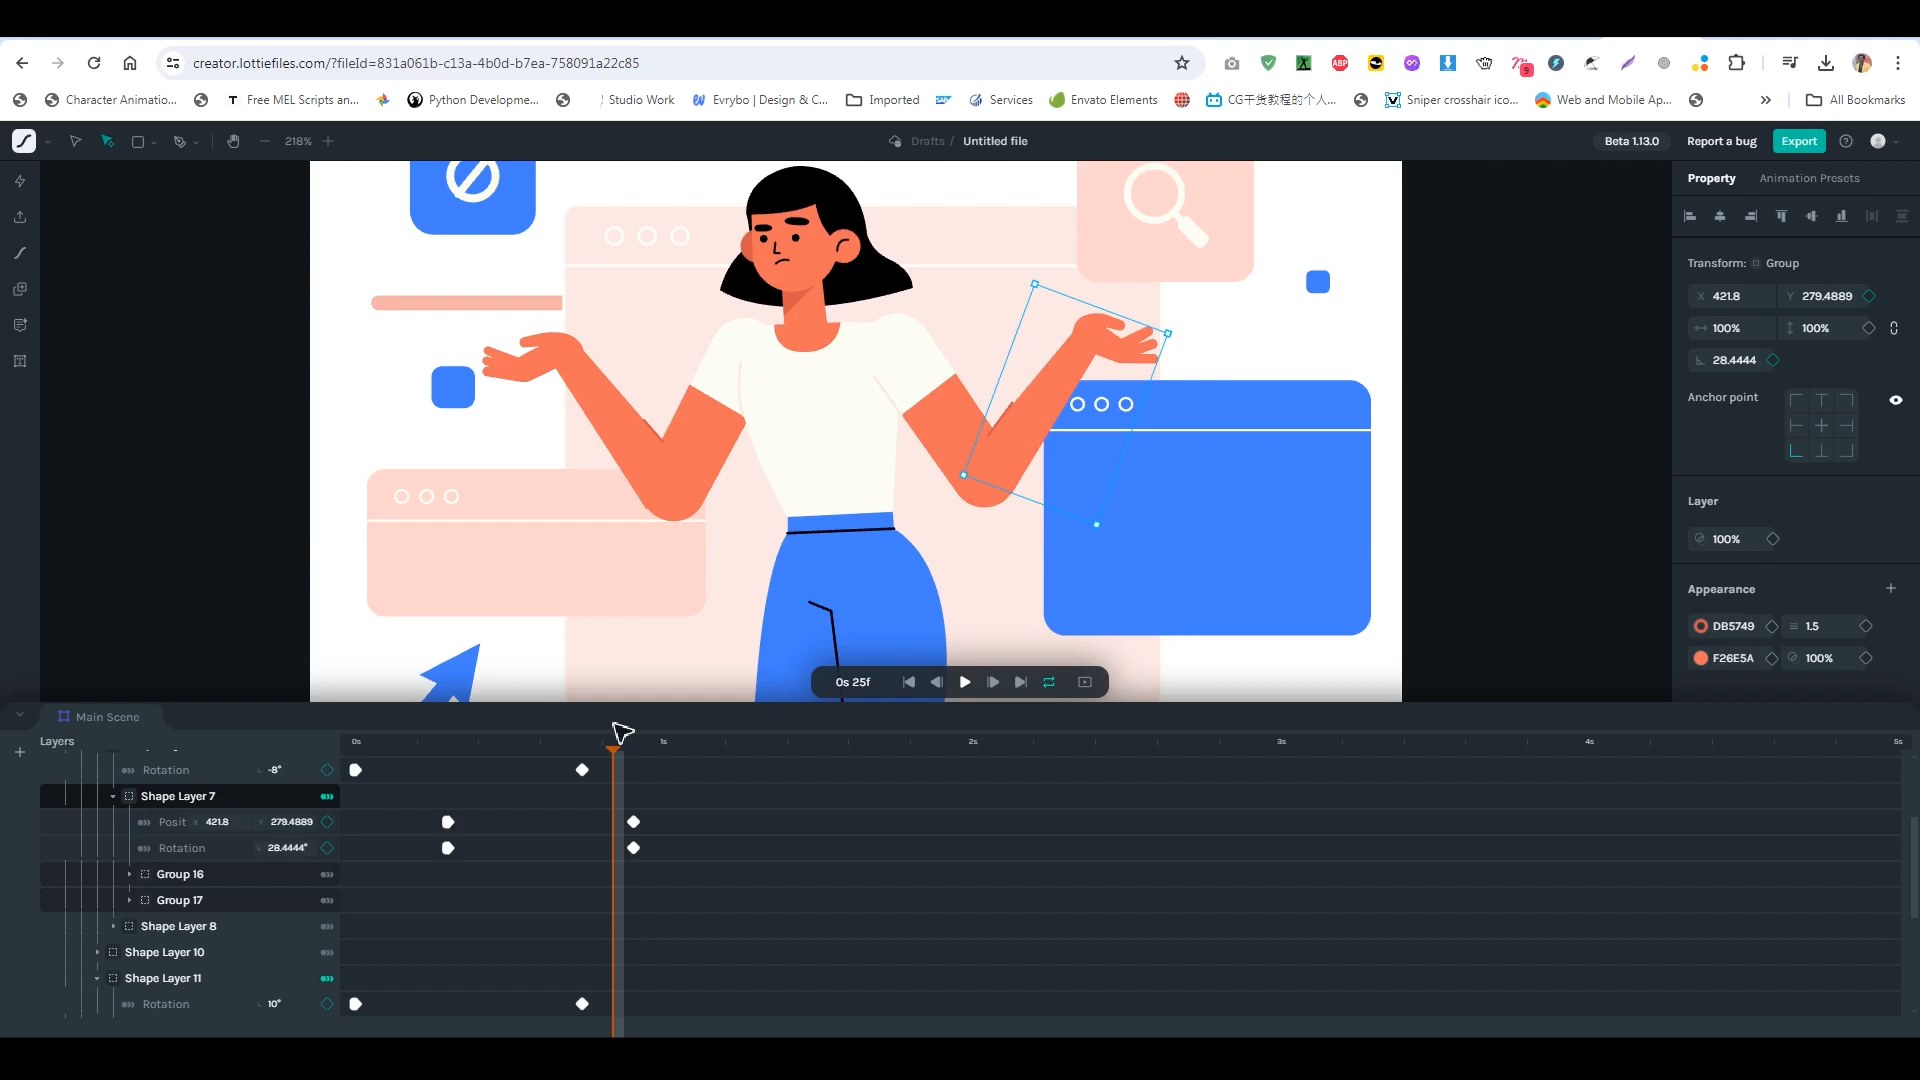 creator.lottiefiles.com/?fileId=831a061b-c13a-4b0d-b7ea-758091a22c85
ABP
9
Character Animatio...
T Free MEL Scripts an...
Python Developme...
Studio Work
Evrybo | Design & C...
Imported
SAP
Services
Envato Elements
CG干货教程的个人...
Sniper crosshair ico...
Web and Mobile Ap...
All Bookmarks
218%
Drafts / Untitled file
Beta 1.13.0
Report a bug
Export
Property
Animation Presets
Transform: Group
X 421.8 Y 279.4889
100% 100%
28.4444
Anchor point
Layer
100%
Appearance
DB5749 1.5
F26E5A 100%
0s 25f
Main Scene
Layers
0s 1s 2s 3s 4s 5s
Rotation -8°
Shape Layer 7
Posit X 421.8 Y 279.4889
Rotation 28.4444°
Group 16
Group 17
Shape Layer 8
Shape Layer 10
Shape Layer 11
Rotation 10°